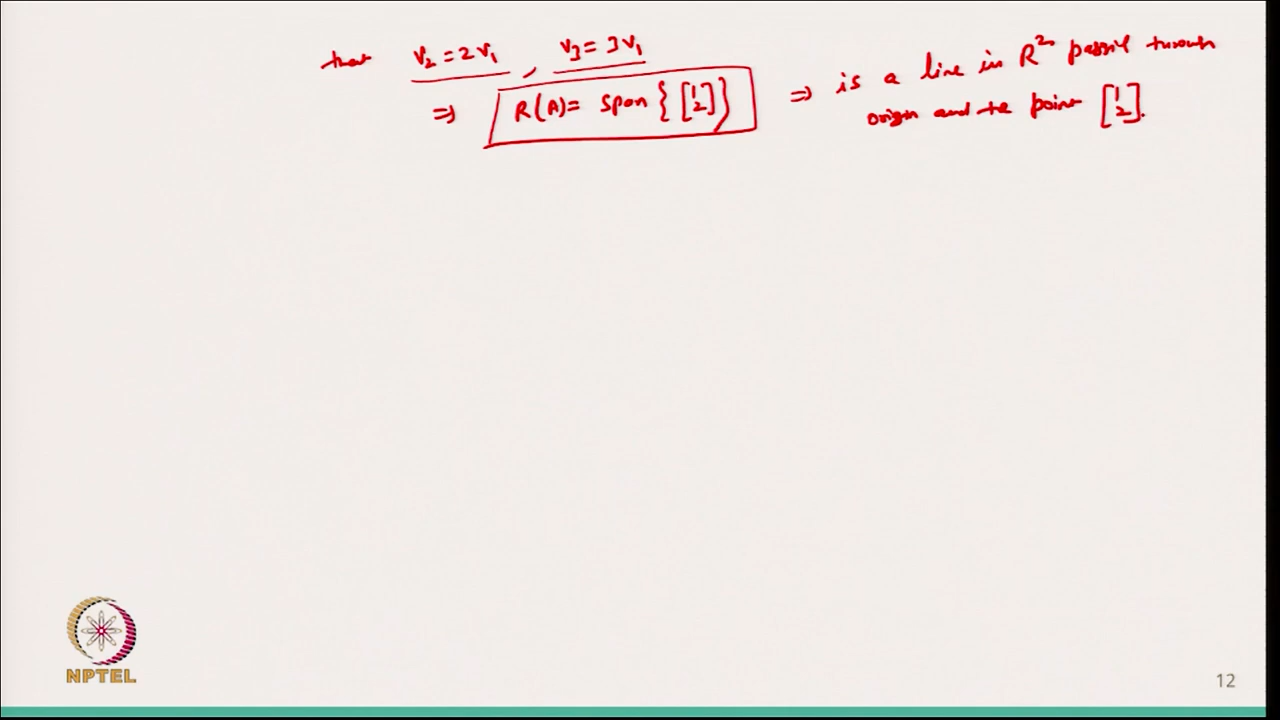 that v₂ = 2v₁ , v₃ = 3v₁
⇒ R(A) = span { [1 2] } ⇒ is a line in R² passing through
origin and the point [1 2].
NPTEL
12